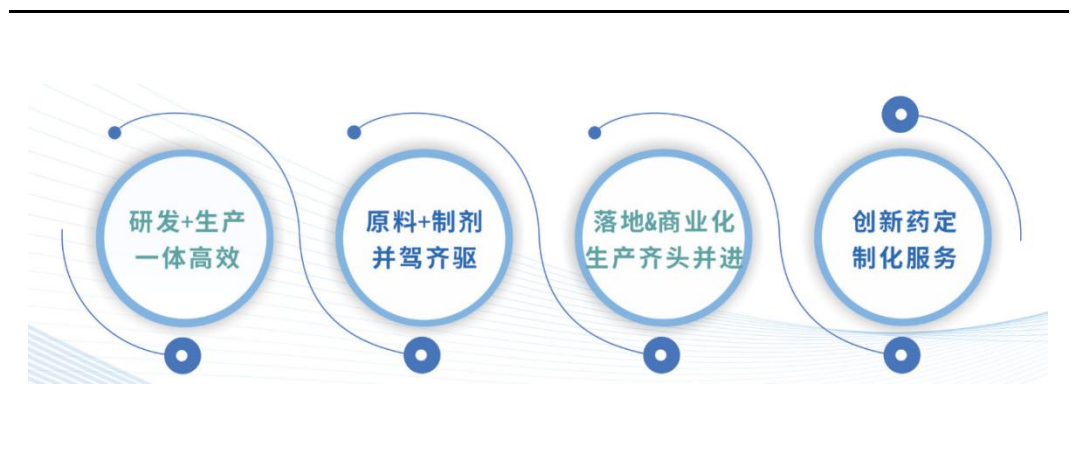 研发+生产
一体高效
原料+制剂
并驾齐驱
落地&商业化
生产齐头并进
创新药定
制化服务